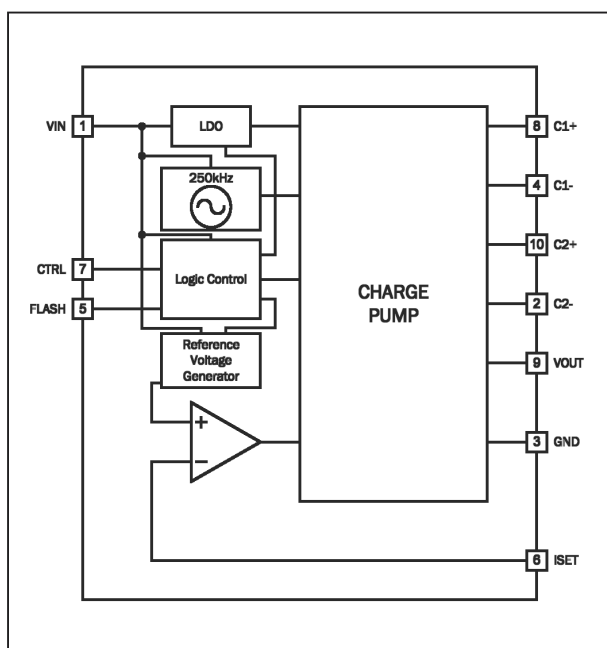 VIN 1
LDO
8 C1+
250kHz
4 C1-
CTRL 7
Logic Control
10 C2+
FLASH 5
CHARGE
PUMP
2 C2-
Reference
Voltage
Generator
9 VOUT
+
−
3 GND
6 ISET